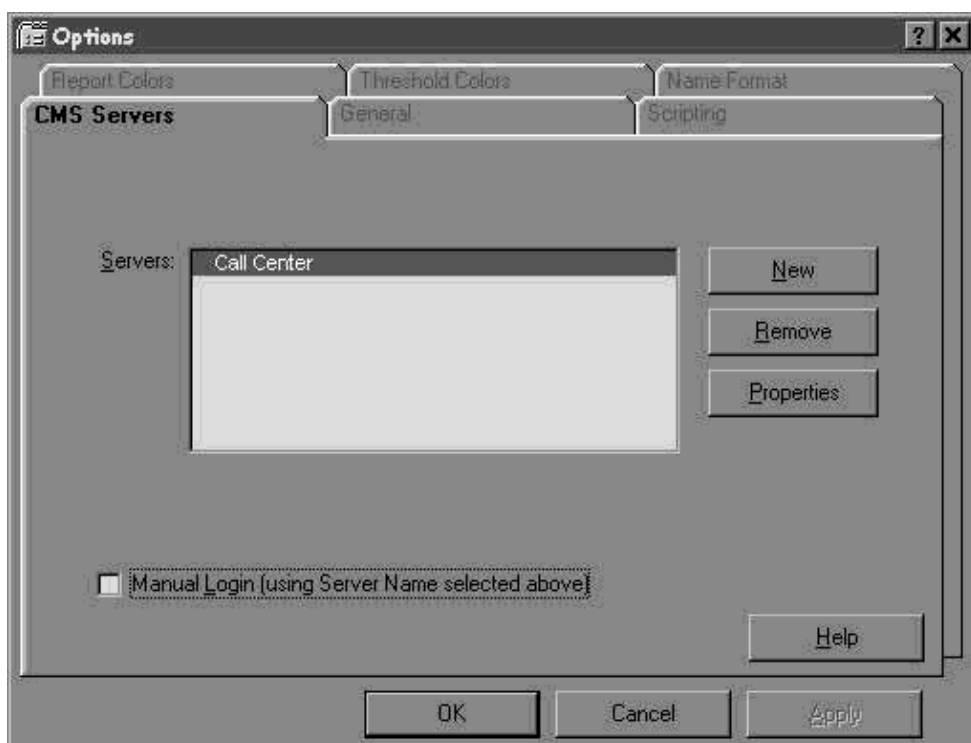 Options
Report Colors
Threshold Colors
Name Format
CMS Servers
General
Scripting
Servers:
Call Center
New
Remove
Properties
Manual Login (using Server Name selected above)
Help
OK
Cancel
Apply